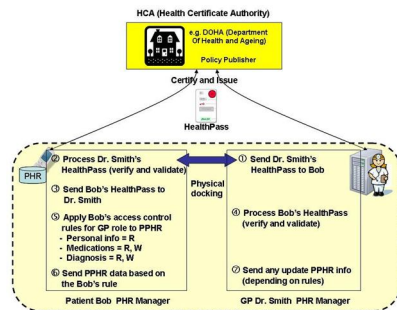 HCA (Health Certificate Authority)
e.g. DOHA (Department
Of Health and Ageing)
Policy Publisher
Certify and Issue
HealthPass
PHR
② Process Dr. Smith's
HealthPass (verify and validate)
③ Send Bob's HealthPass to
Dr. Smith
⑤ Apply Bob's access control
rules for GP role to PPHR
- Personal info = R
- Medications = R, W
- Diagnosis = R, W
⑥ Send PPHR data based on
the Bob's rule
Patient Bob PHR Manager
Physical
docking
① Send Dr. Smith's
HealthPass to Bob
④ Process Bob's HealthPass
(verify and validate)
⑦ Send any update PPHR info
(depending on rules)
GP Dr. Smith PHR Manager